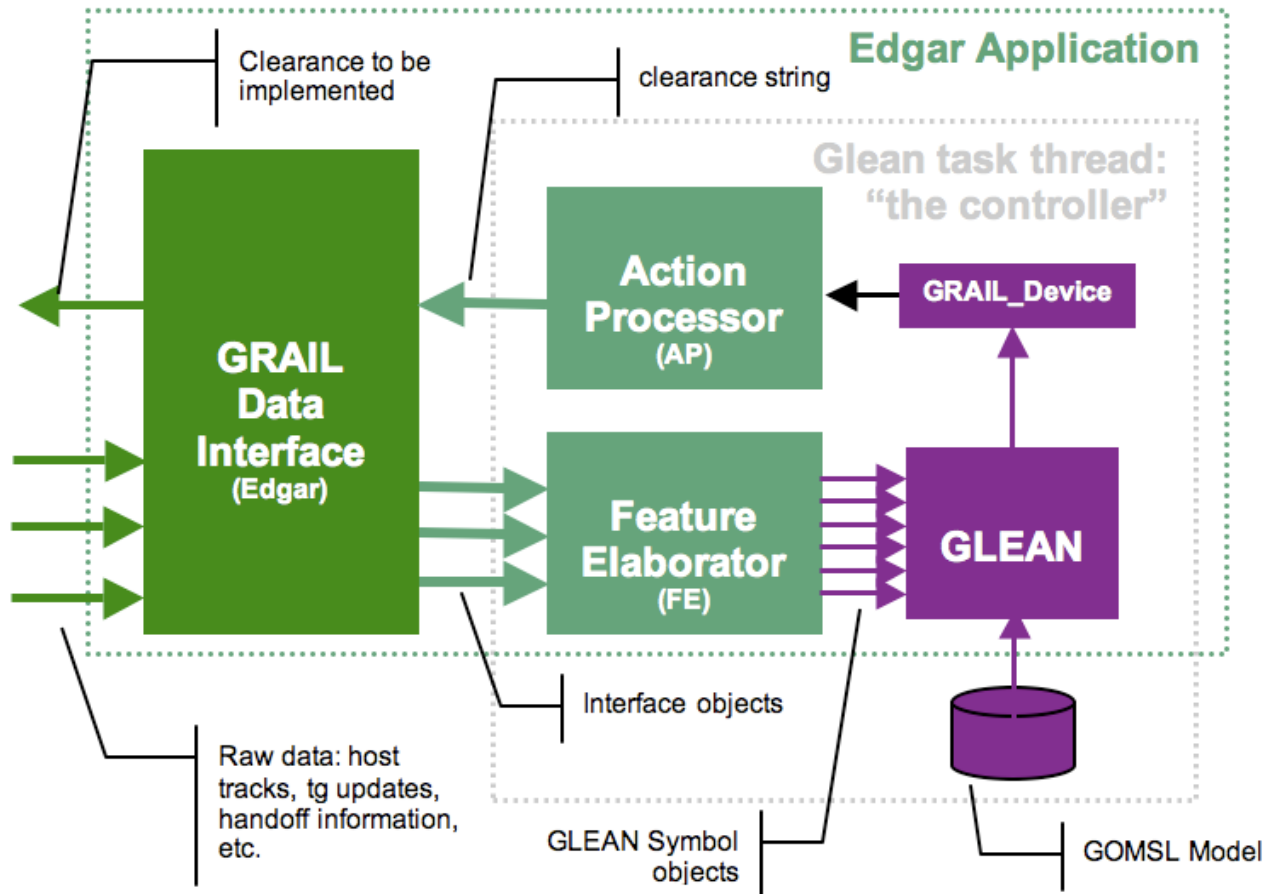 Edgar Application
Clearance to be
implemented
clearance string
Glean task thread:
“the controller”
Action
Processor
(AP)
GRAIL_Device
GRAIL
Data
Interface
(Edgar)
Feature
Elaborator
(FE)
GLEAN
Interface objects
Raw data: host
tracks, tg updates,
handoff information,
etc.
GLEAN Symbol
objects
GOMSL Model